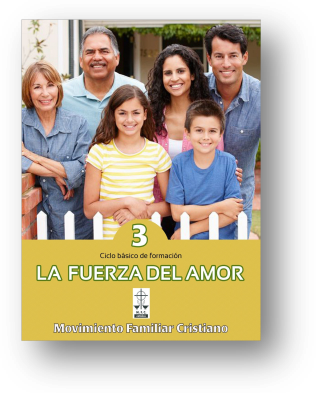 3
Ciclo básico de formación
LA FUERZA DEL AMOR
Movimiento Familiar Cristiano